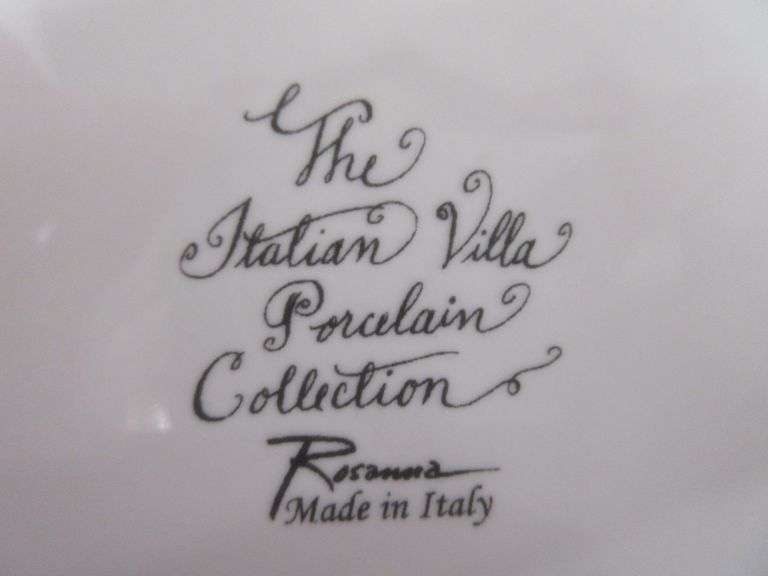 The
Italian Villa
Porcelain
Collection
Rosanna
Made in Italy